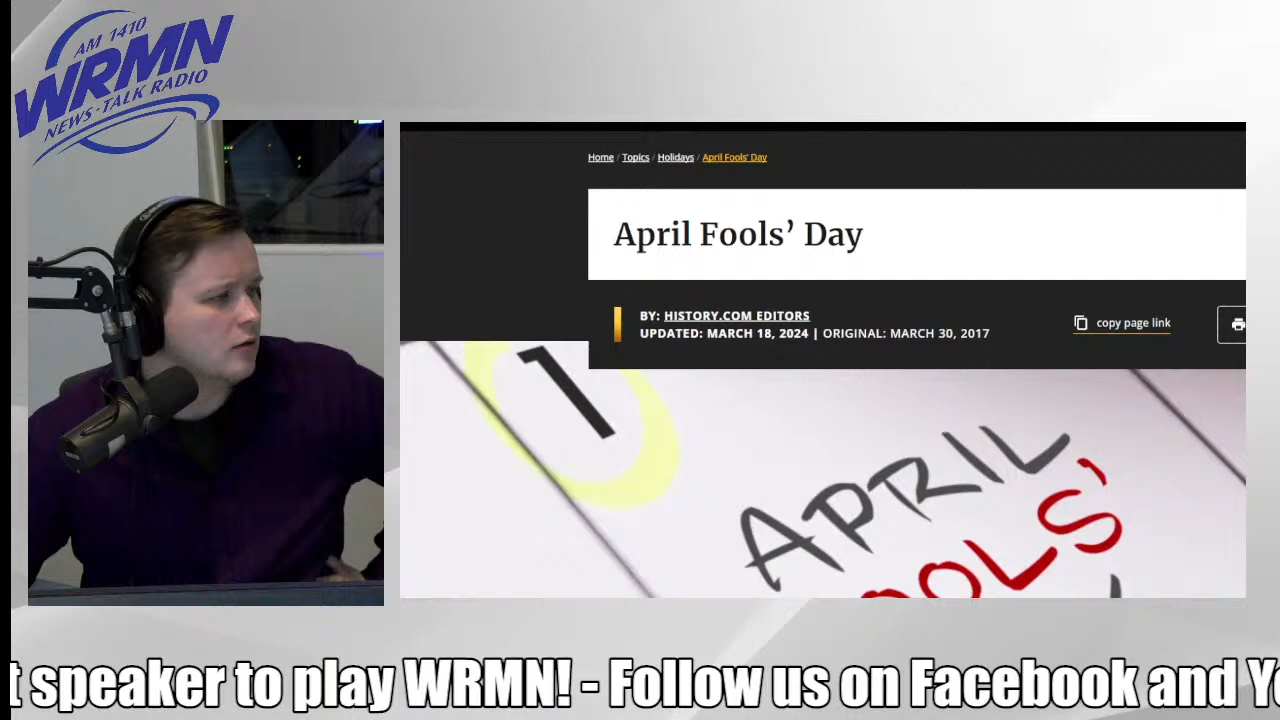 AM 1410
WRMN
NEWS·TALK RADIO
Home / Topics / Holidays / April Fools' Day
April Fools’ Day
BY: HISTORY.COM EDITORS
UPDATED: MARCH 18, 2024 | ORIGINAL: MARCH 30, 2017
copy page link
1
APRIL
OOLS'
t speaker to play WRMN! - Follow us on Facebook and Yo